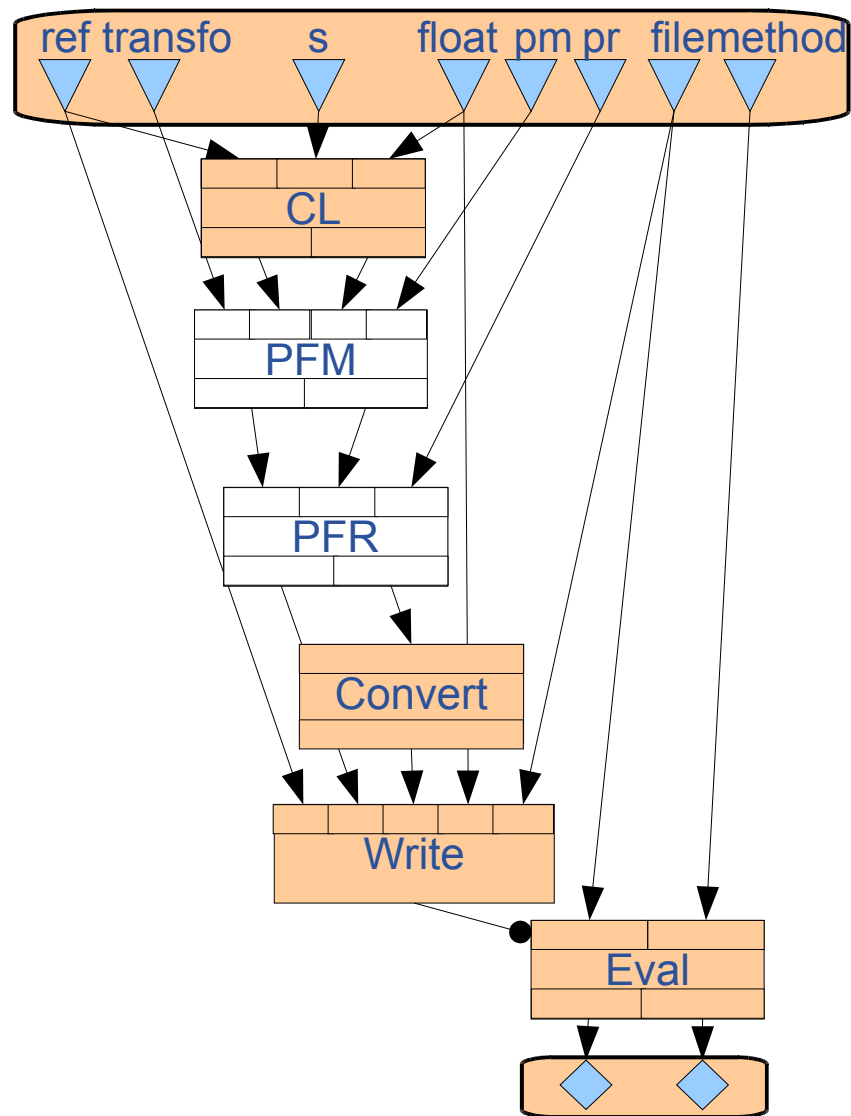 ref transfo s float pm pr filemethod
CL
PFM
PFR
Convert
Write
Eval